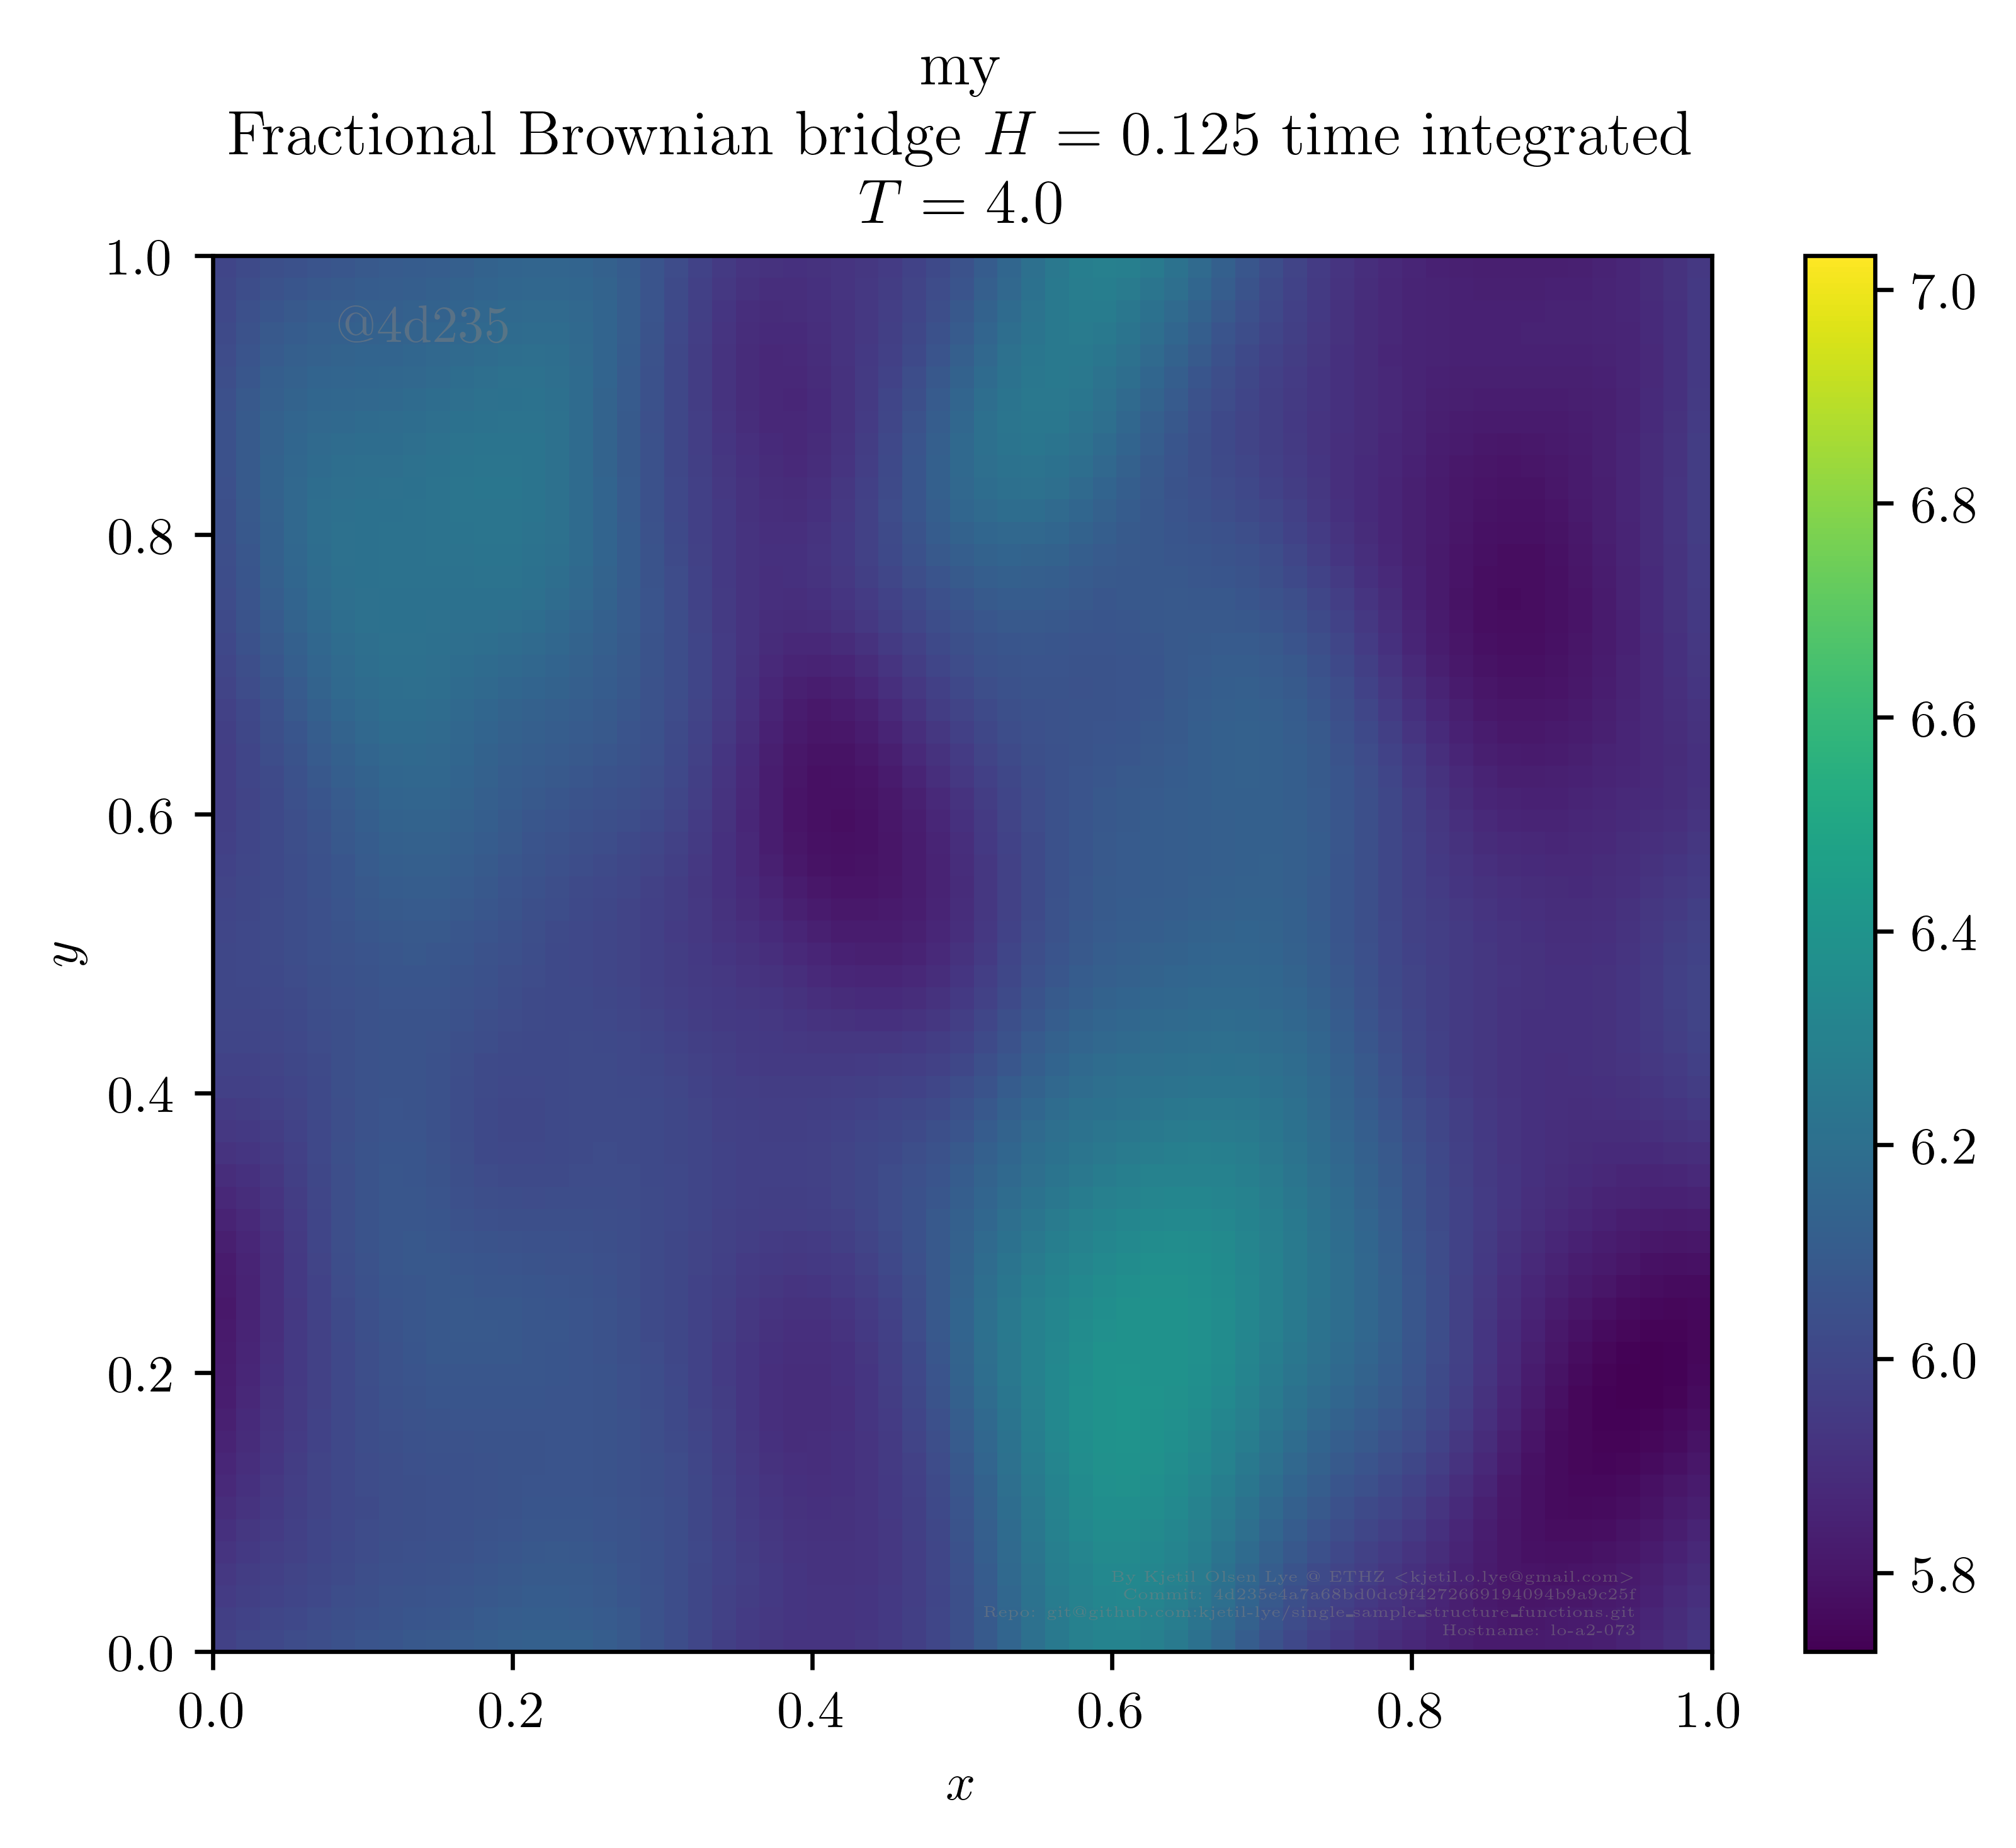 my
Fractional Brownian bridge H = 0.125 time integrated
T = 4.0
@4d235
1.0
0.8
0.6
0.4
0.2
0.0
y
0.0 0.2 0.4 0.6 0.8 1.0
x
7.0
6.8
6.6
6.4
6.2
6.0
5.8
By Kjetil Olsen Lye @ ETHZ <kjetil.o.lye@gmail.com>
Commit: 4d235e4a7a68bd0dc9f4272669194094b9a9c25f
Repo: git@github.com:kjetil-lye/single_sample_structure_functions.git
Hostname: lo-a2-073